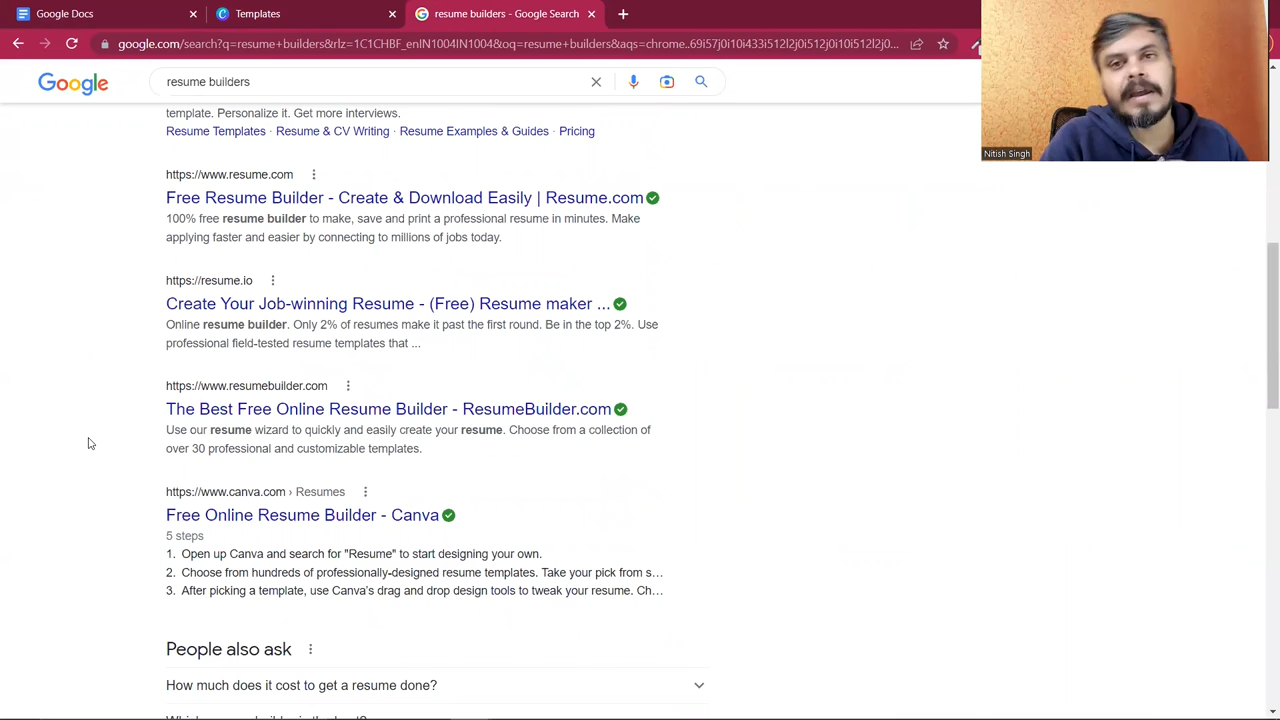 Google Docs
Templates
resume builders - Google Search
google.com/search?q=resume+builders&rlz=1C1CHBF_enIN1004IN1004&oq=resume+builders&aqs=chrome..69i57j0i10i433i512l2j0i512j0i10i512l2j0...
Google
resume builders
Nitish Singh
template. Personalize it. Get more interviews.
Resume Templates · Resume & CV Writing · Resume Examples & Guides · Pricing
https://www.resume.com
Free Resume Builder - Create & Download Easily | Resume.com
100% free resume builder to make, save and print a professional resume in minutes. Make
applying faster and easier by connecting to millions of jobs today.
https://resume.io
Create Your Job-winning Resume - (Free) Resume maker ...
Online resume builder. Only 2% of resumes make it past the first round. Be in the top 2%. Use
professional field-tested resume templates that ...
https://www.resumebuilder.com
The Best Free Online Resume Builder - ResumeBuilder.com
Use our resume wizard to quickly and easily create your resume. Choose from a collection of
over 30 professional and customizable templates.
https://www.canva.com › Resumes
Free Online Resume Builder - Canva
5 steps
1. Open up Canva and search for "Resume" to start designing your own.
2. Choose from hundreds of professionally-designed resume templates. Take your pick from s...
3. After picking a template, use Canva's drag and drop design tools to tweak your resume. Ch...
People also ask
How much does it cost to get a resume done?